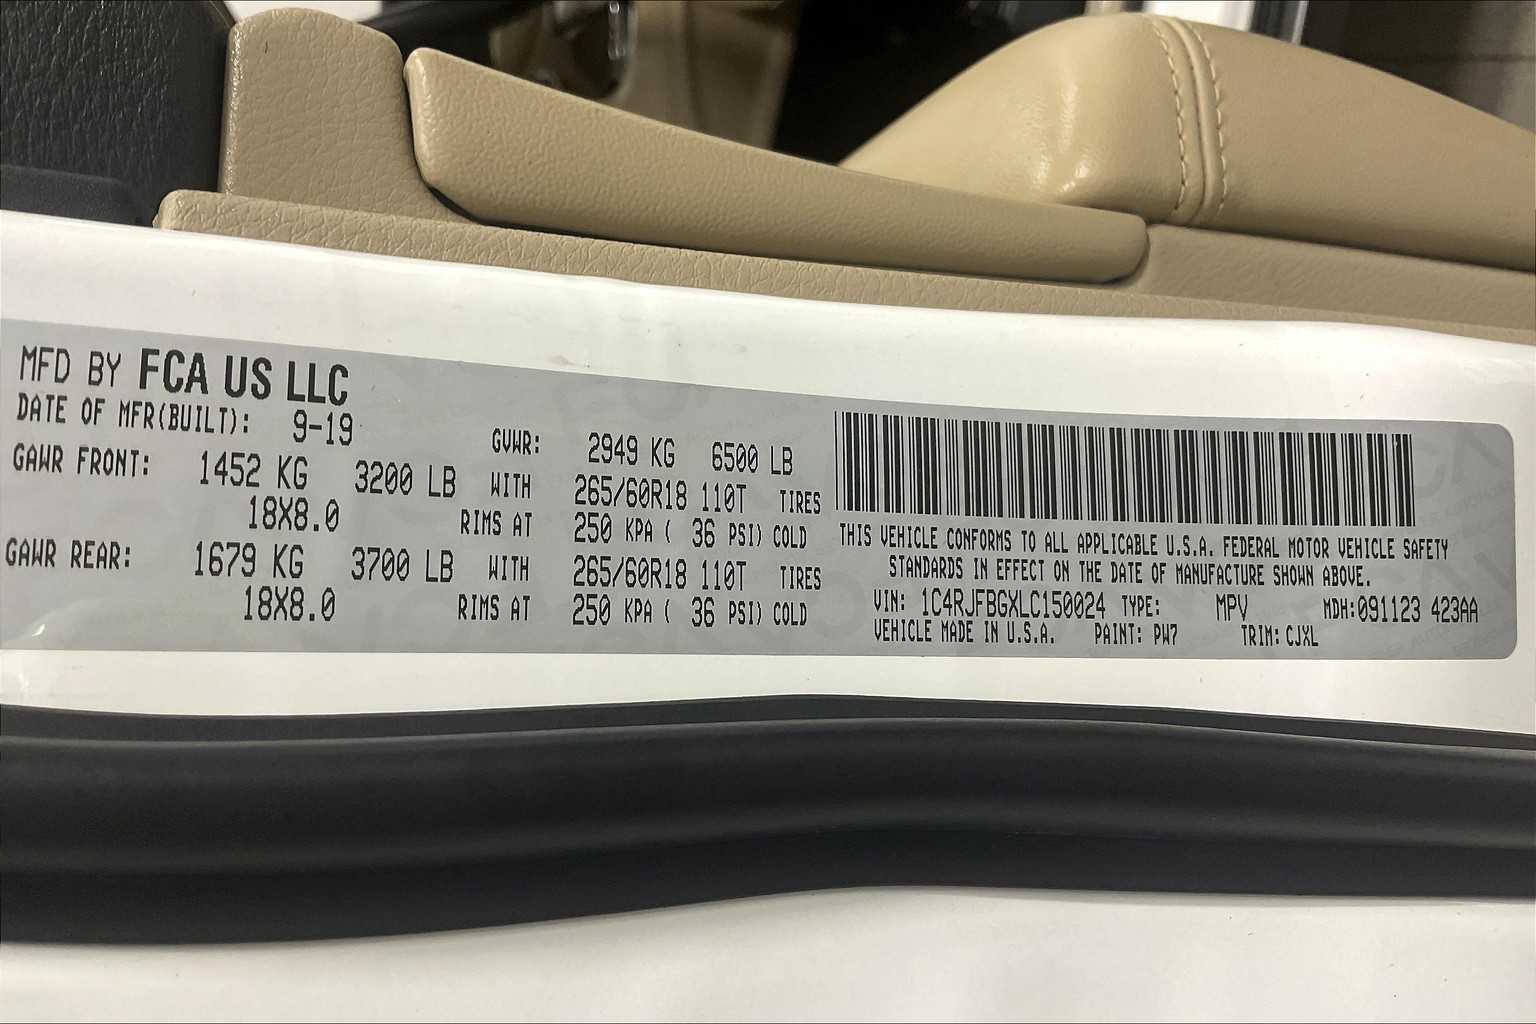 MFD BY FCA US LLC
DATE OF MFR(BUILT): 9-19 GVWR: 2949 KG 6500 LB
GAWR FRONT: 1452 KG 3200 LB WITH 265/60R18 110T TIRES
18X8.0 RIMS AT 250 KPA ( 36 PSI) COLD
GAWR REAR: 1679 KG 3700 LB WITH 265/60R18 110T TIRES
18X8.0 RIMS AT 250 KPA ( 36 PSI) COLD
THIS VEHICLE CONFORMS TO ALL APPLICABLE U.S.A. FEDERAL MOTOR VEHICLE SAFETY
STANDARDS IN EFFECT ON THE DATE OF MANUFACTURE SHOWN ABOVE.
VIN: 1C4RJFBGXLC150024 TYPE: MPV MDH:091123 423AA
VEHICLE MADE IN U.S.A. PAINT: PW7 TRIM: CJXL